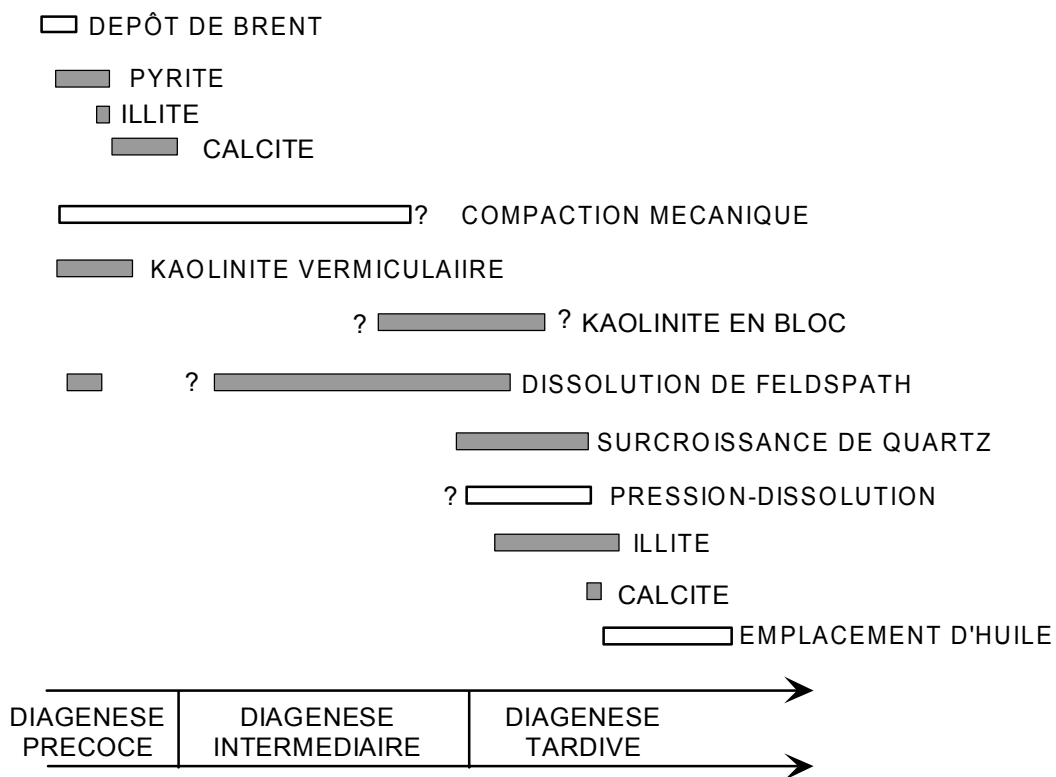 DEPÔT DE BRENT
PYRITE
ILLITE
CALCITE
? COMPACTION MECANIQUE
KAOLINITE VERMICULAIIRE
? ? KAOLINITE EN BLOC
? DISSOLUTION DE FELDSPATH
SURCROISSANCE DE QUARTZ
? PRESSION-DISSOLUTION
ILLITE
CALCITE
EMPLACEMENT D'HUILE
DIAGENESE
PRECOCE
DIAGENESE
INTERMEDIAIRE
DIAGENESE
TARDIVE